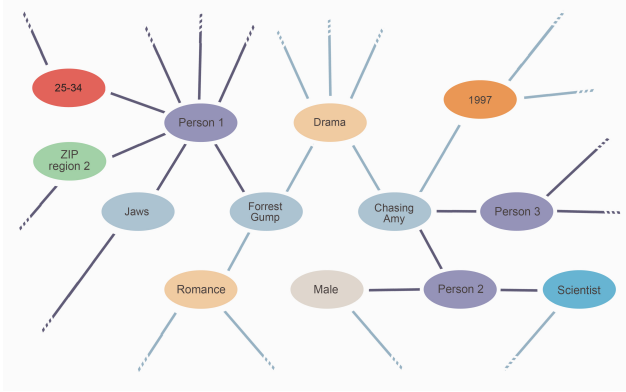 25-34
Person 1
Drama
1997
ZIP
region 2
Jaws
Forrest
Gump
Chasing
Amy
Person 3
Romance
Male
Person 2
Scientist